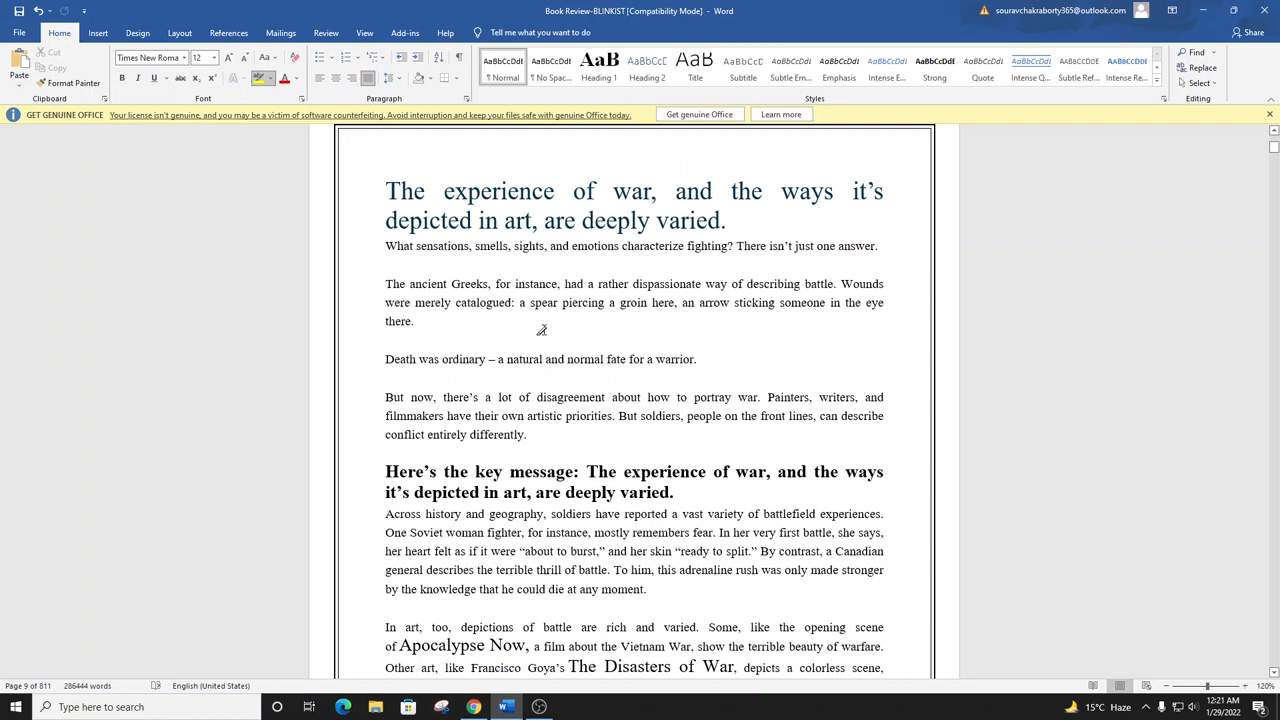 Book Review-BLINKIST [Compatibility Mode] - Word
souravchakraborty365@outlook.com
File Home Insert Design Layout References Mailings Review View Add-ins Help Tell me what you want to do Share
Paste
Cut
Copy
Format Painter
Clipboard
Times New Roma 12
Font
Paragraph
AaBbCcDdI AaBbCcDdI AaB AaBbCcD AaB AaBbCcD AaBbCcDdI AaBbCcDdI AaBbCcDdI AaBbCcDdI AaBbCcDdI AaBbCcDdI AaBbCcDdI AaBbCcDdI
¶ Normal ¶ No Spac... Heading 1 Heading 2 Title Subtitle Subtle Em... Emphasis Intense E... Strong Quote Intense Q... Subtle Ref... Intense Re...
Styles
Find
Replace
Select
Editing
GET GENUINE OFFICE Your license isn't genuine, and you may be a victim of software counterfeiting. Avoid interruption and keep your files safe with genuine Office today. Get genuine Office Learn more
The experience of war, and the ways it’s
depicted in art, are deeply varied.
What sensations, smells, sights, and emotions characterize fighting? There isn’t just one answer.
The ancient Greeks, for instance, had a rather dispassionate way of describing battle. Wounds
were merely catalogued: a spear piercing a groin here, an arrow sticking someone in the eye
there.
Death was ordinary – a natural and normal fate for a warrior.
But now, there’s a lot of disagreement about how to portray war. Painters, writers, and
filmmakers have their own artistic priorities. But soldiers, people on the front lines, can describe
conflict entirely differently.
Here’s the key message: The experience of war, and the ways
it’s depicted in art, are deeply varied.
Across history and geography, soldiers have reported a vast variety of battlefield experiences.
One Soviet woman fighter, for instance, mostly remembers fear. In her very first battle, she says,
her heart felt as if it were “about to burst,” and her skin “ready to split.” By contrast, a Canadian
general describes the terrible thrill of battle. To him, this adrenaline rush was only made stronger
by the knowledge that he could die at any moment.
In art, too, depictions of battle are rich and varied. Some, like the opening scene
of Apocalypse Now, a film about the Vietnam War, show the terrible beauty of warfare.
Other art, like Francisco Goya’s The Disasters of War, depicts a colorless scene,
Page 9 of 811 286444 words English (United States) 120%
Type here to search
15°C Haze
12:21 AM
1/29/2022